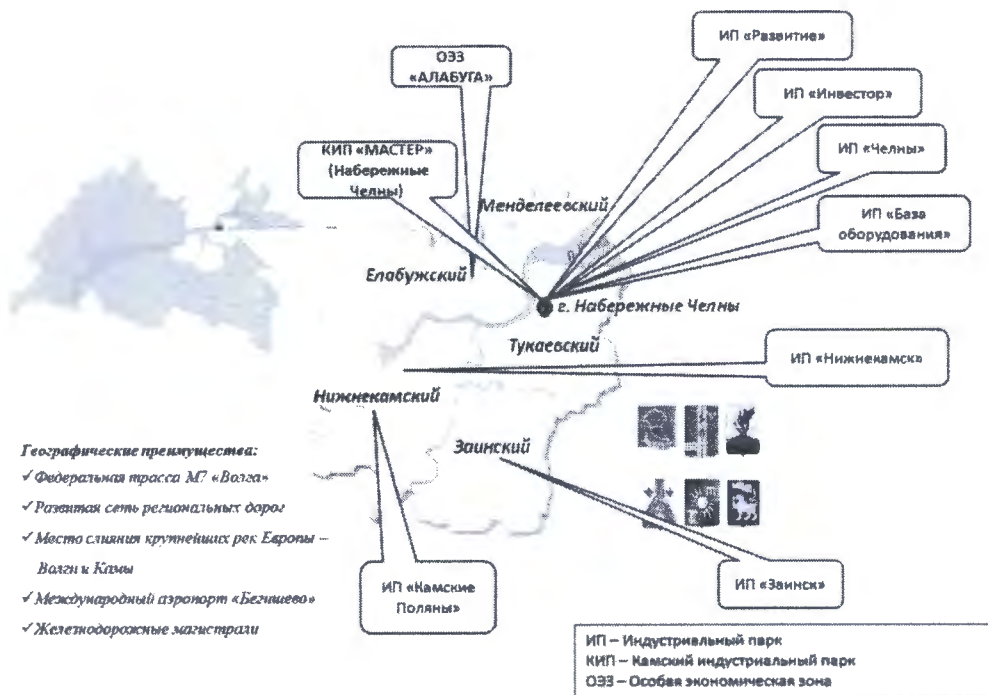 ИП «Развитие»
ОЭЗ
«АЛАБУГА»
ИП «Инвестор»
КИП «МАСТЕР»
(Набережные
Челны)
ИП «Челны»
Менделеевский
ИП «База
оборудования»
Елабужский
г. Набережные Челны
Тукаевский
ИП «Нижнекамск»
Нижнекамский
Заинский
Географические преимущества:
✓Федеральная трасса М7 «Волга»
✓Развитая сеть региональных дорог
✓Место слияния крупнейших рек Европы –
Волги и Камы
✓Международный аэропорт «Бегишево»
✓Железнодорожные магистрали
ИП «Камские
Поляны»
ИП «Заинск»
ИП – Индустриальный парк
КИП – Камский индустриальный парк
ОЭЗ – Особая экономическая зона